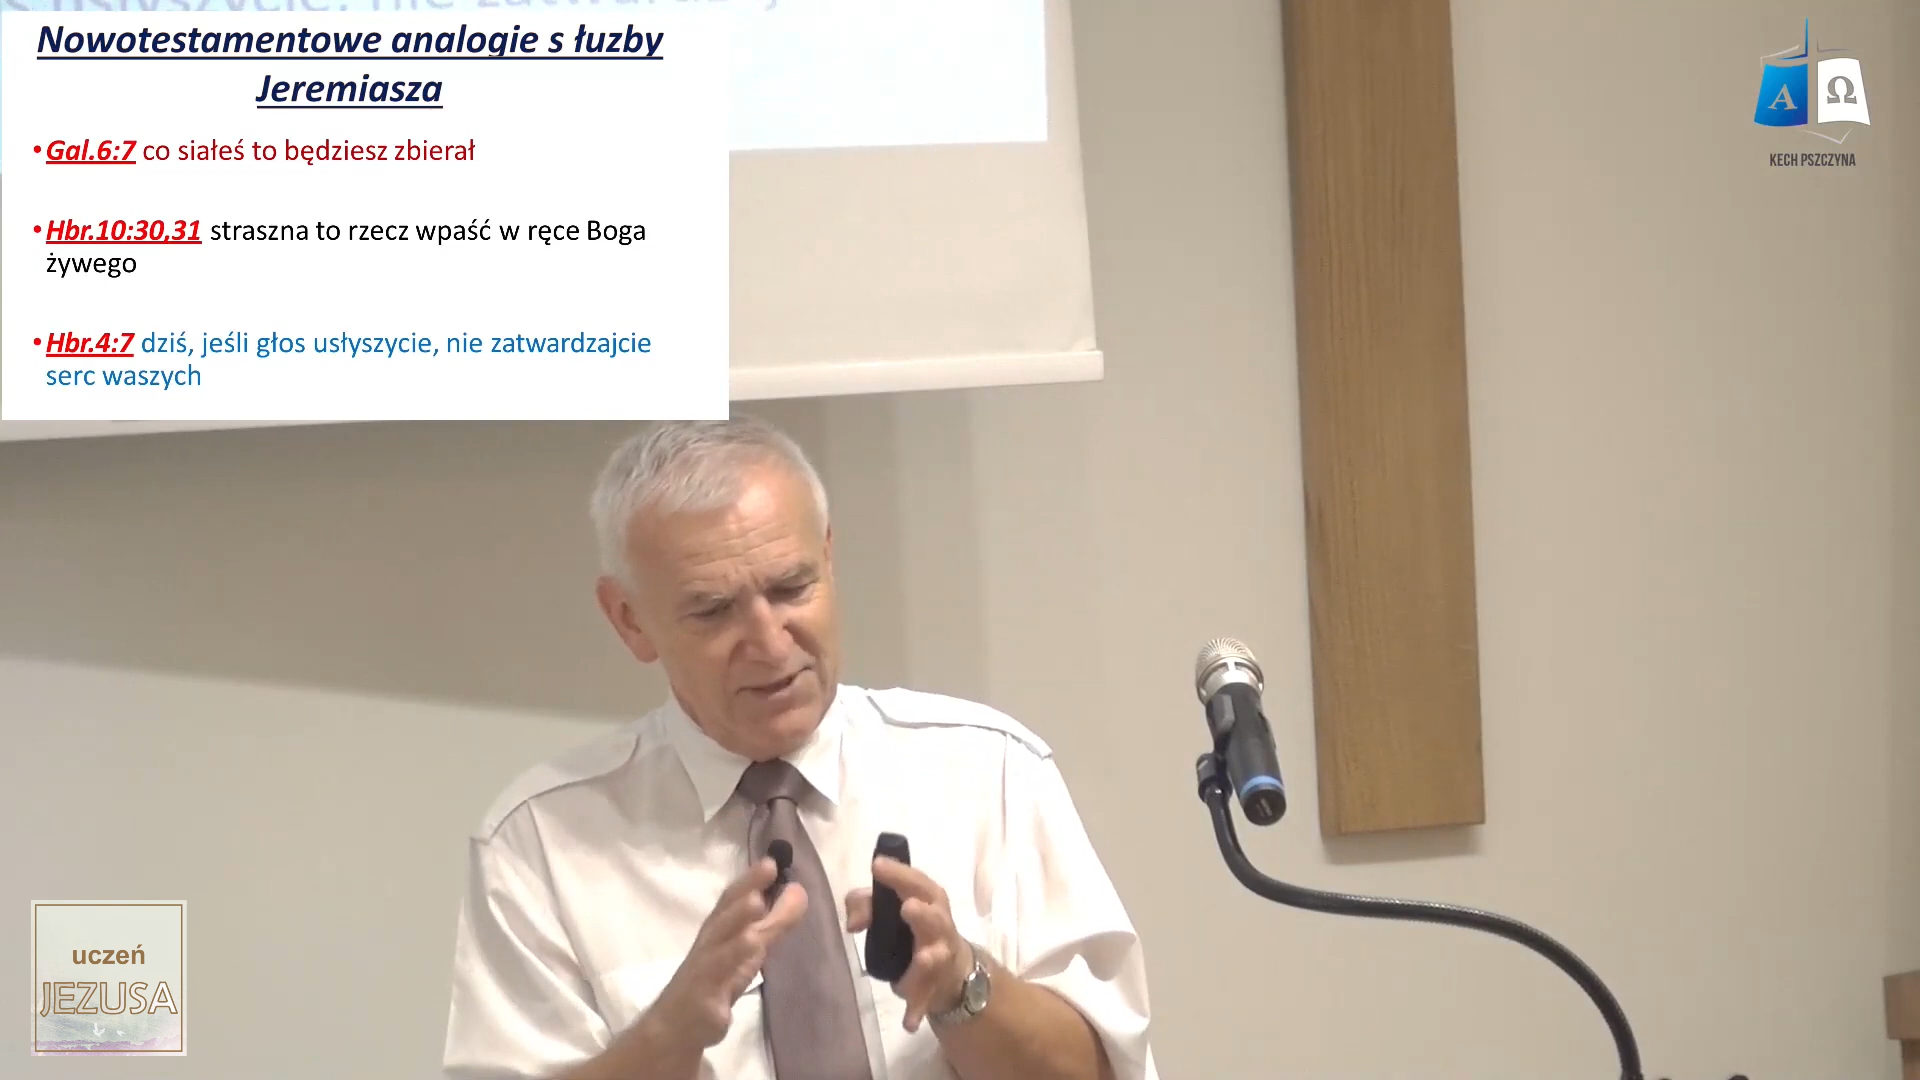 Nowotestamentowe analogie s łuzby
Jeremiasza
•Gal.6:7 co siałeś to będziesz zbierał
•Hbr.10:30,31 straszna to rzecz wpaść w ręce Boga
żywego
•Hbr.4:7 dziś, jeśli głos usłyszycie, nie zatwardzajcie
serc waszych
A Ω
KECH PSZCZYNA
uczeń
JEZUSA